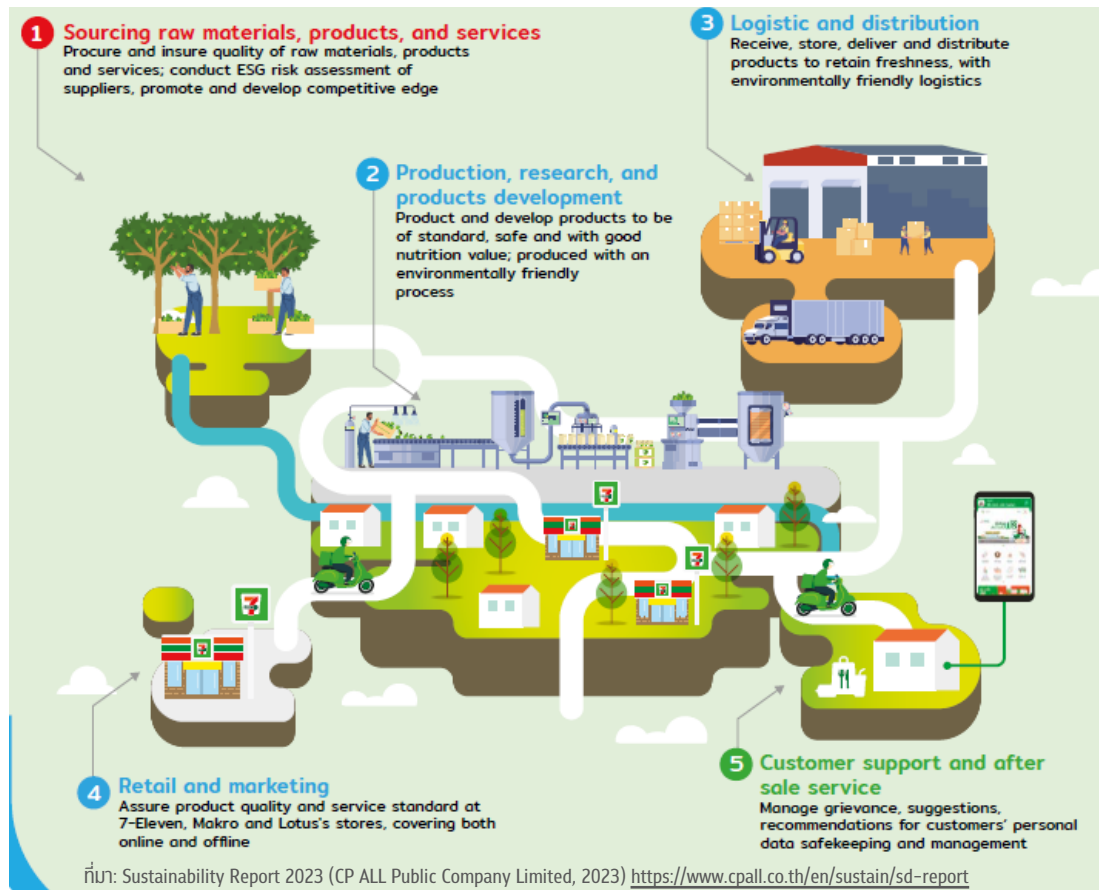 1 Sourcing raw materials, products, and services
Procure and insure quality of raw materials, products
and services; conduct ESG risk assessment of
suppliers, promote and develop competitive edge
2 Production, research, and
products development
Product and develop products to be
of standard, safe and with good
nutrition value; produced with an
environmentally friendly
process
3 Logistic and distribution
Receive, store, deliver and distribute
products to retain freshness, with
environmentally friendly logistics
7
7
7
4 Retail and marketing
Assure product quality and service standard at
7-Eleven, Makro and Lotus's stores, covering both
online and offline
5 Customer support and after
sale service
Manage grievance, suggestions,
recommendations for customers' personal
data safekeeping and management
ที่มา: Sustainability Report 2023 (CP ALL Public Company Limited, 2023) https://www.cpall.co.th/en/sustain/sd-report